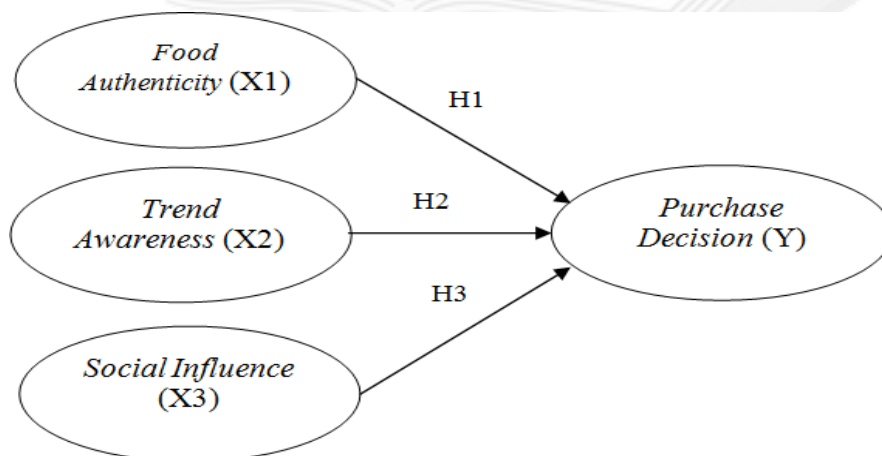 Food
Authenticity (X1)
H1
Trend
Awareness (X2)
H2
Purchase
Decision (Y)
H3
Social Influence
(X3)